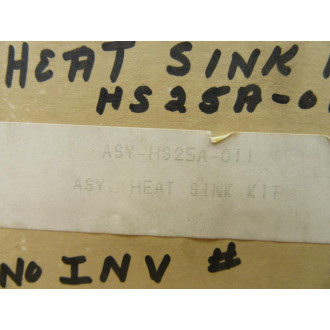 HEAT SINK
HS25A-0
ASY-HS25A-011
ASY. HEAT SINK KIT
NO INV #